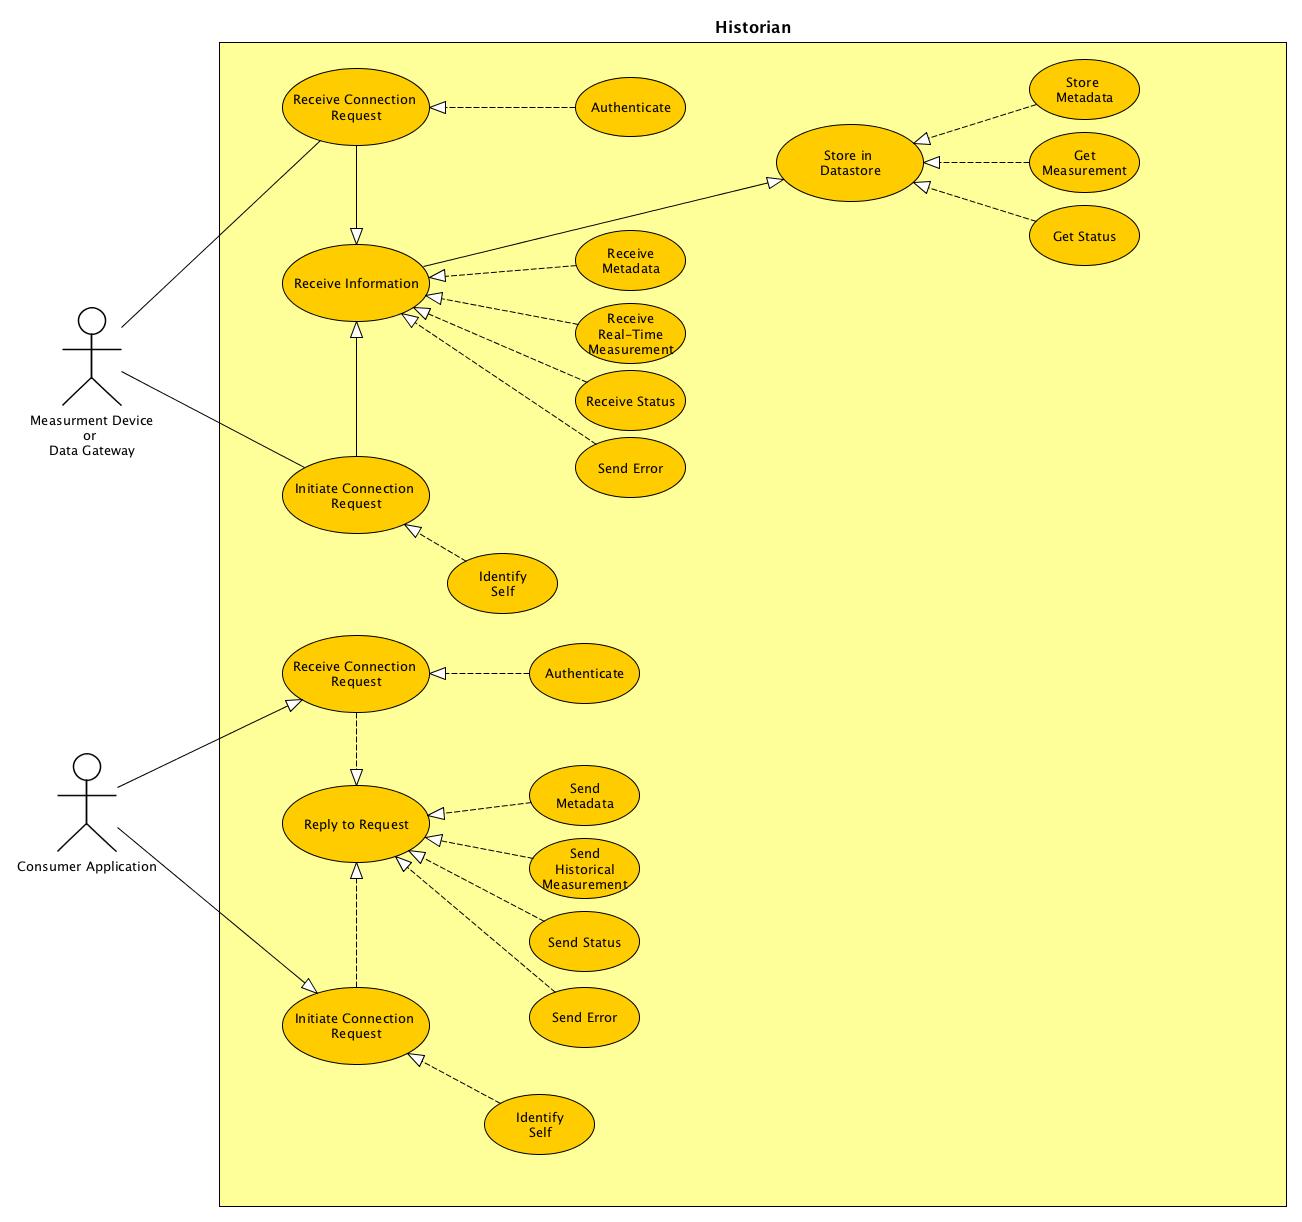 Historian
Receive Connection
Request
Authenticate
Store
Metadata
Store in
Datastore
Get
Measurement
Get Status
Receive Information
Receive
Metadata
Receive
Real-Time
Measurement
Receive Status
Send Error
Measurment Device
or
Data Gateway
Initiate Connection
Request
Identify
Self
Receive Connection
Request
Authenticate
Consumer Application
Reply to Request
Send
Metadata
Send
Historical
Measurement
Send Status
Send Error
Initiate Connection
Request
Identify
Self